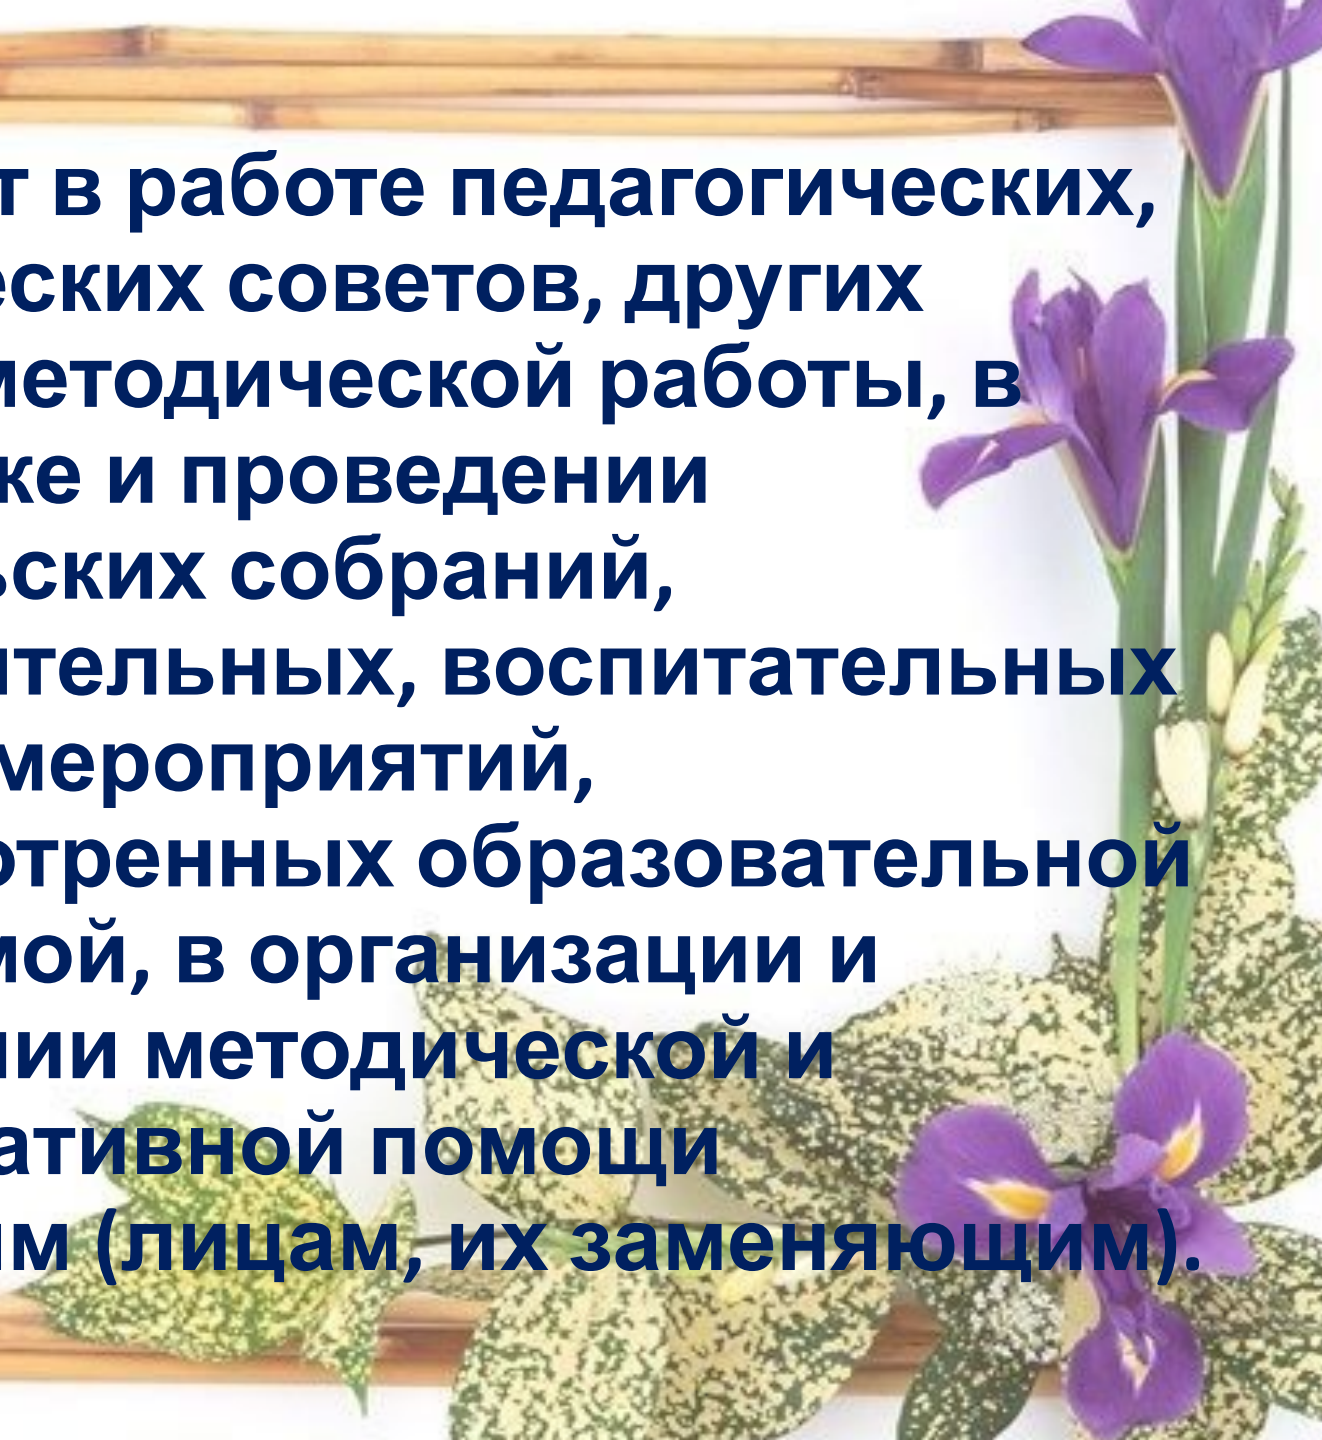 т в работе педагогических,
еских советов, других
методической работы, в
ке и проведении
ьских собраний,
ительных, воспитательных
мероприятий,
отренных образовательной
мой, в организации и
нии методической и
ативной помощи
им (лицам, их заменяющим).